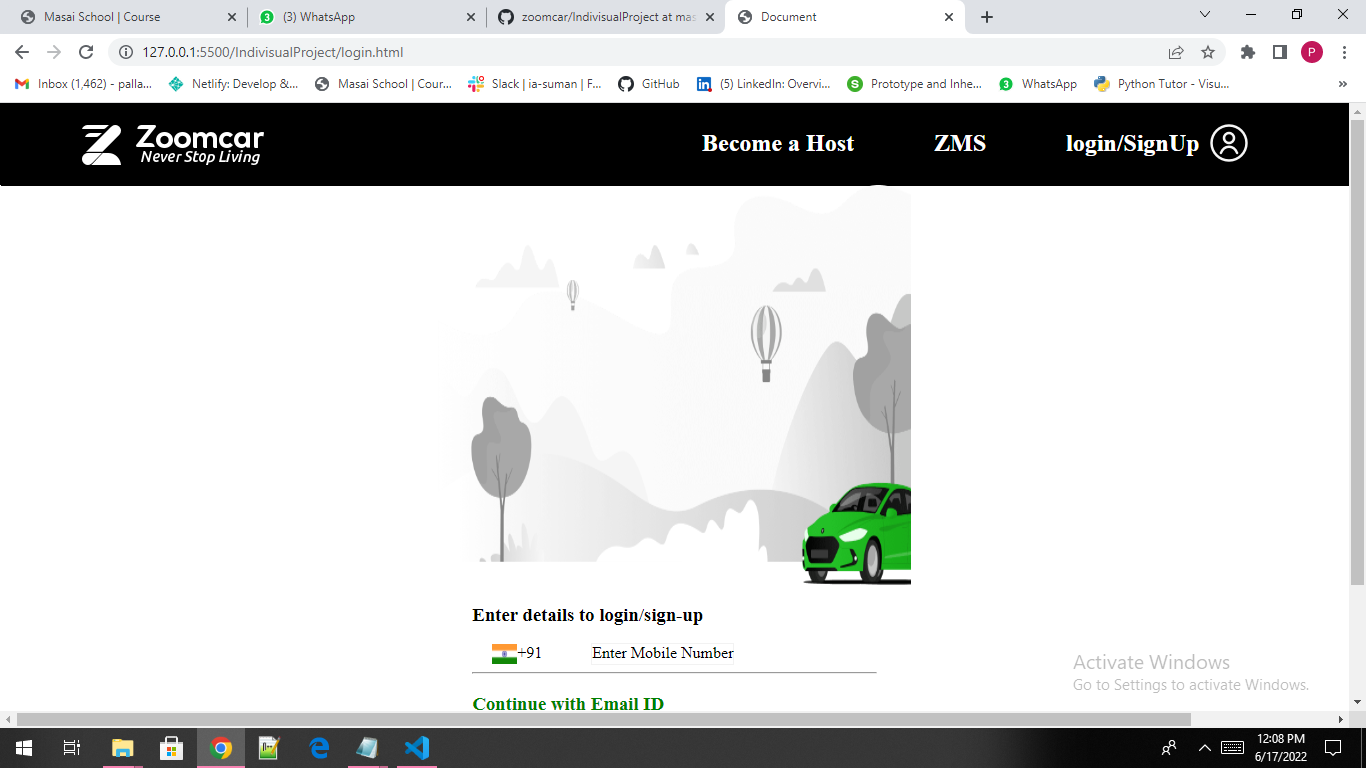 Masai School | Course
(3) WhatsApp
zoomcar/IndivisualProject at mas
Document
127.0.0.1:5500/IndivisualProject/login.html
P
Inbox (1,462) - palla...
Netlify: Develop &...
Masai School | Cour...
Slack | ia-suman | F...
GitHub
(5) LinkedIn: Overvi...
Prototype and Inhe...
WhatsApp
Python Tutor - Visu...
»
Zoomcar
Never Stop Living
Become a Host
ZMS
login/SignUp
Enter details to login/sign-up
+91
Enter Mobile Number
Continue with Email ID
Activate Windows
Go to Settings to activate Windows.
12:08 PM
6/17/2022